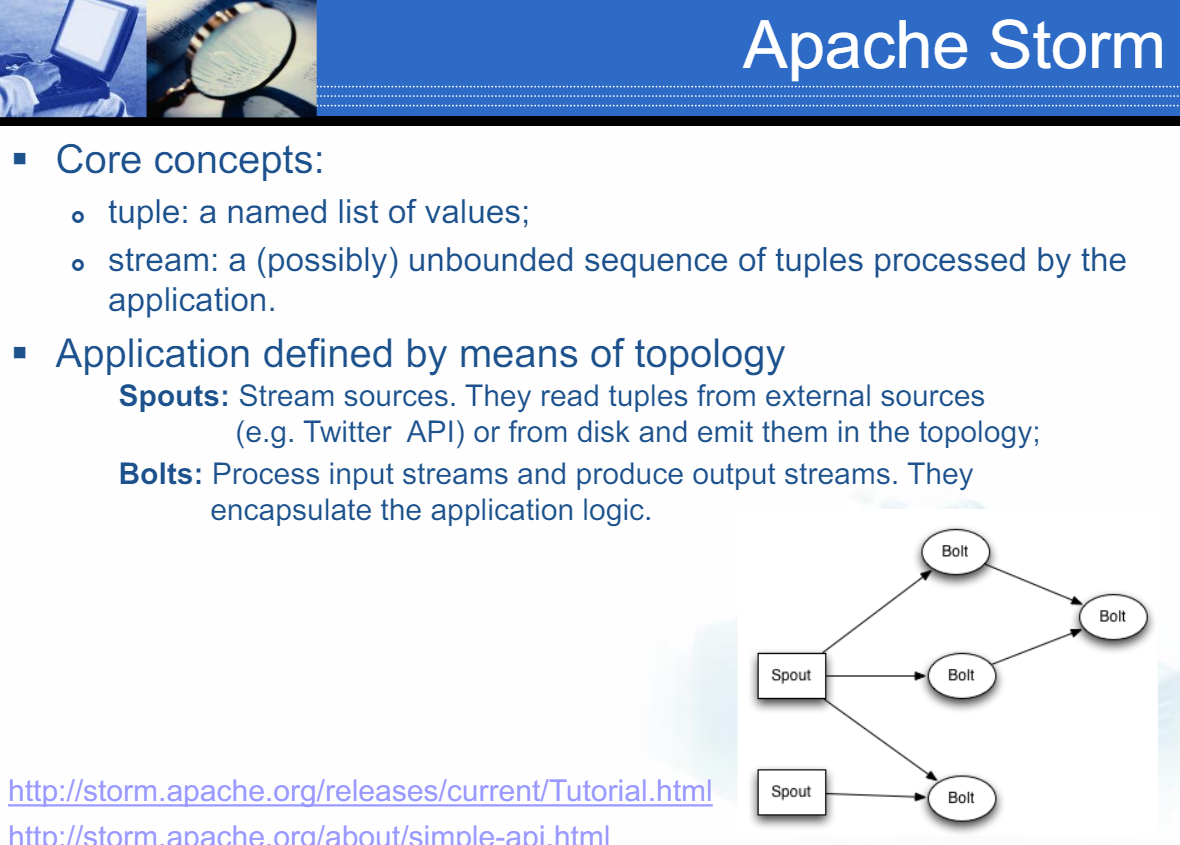 Apache Storm
Core concepts:
tuple: a named list of values;
stream: a (possibly) unbounded sequence of tuples processed by the
application.
Application defined by means of topology
Spouts: Stream sources. They read tuples from external sources
(e.g. Twitter API) or from disk and emit them in the topology;
Bolts: Process input streams and produce output streams. They
encapsulate the application logic.
Bolt
Bolt
Spout
Bolt
Spout
Bolt
http://storm.apache.org/releases/current/Tutorial.html
http://storm.apache.org/about/simple-api.html